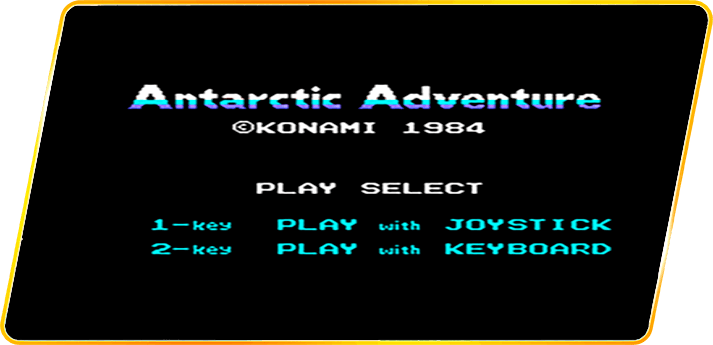 Antarctic Adventure
©KONAMI 1984
PLAY SELECT
1-key PLAY with JOYSTICK
2-key PLAY with KEYBOARD